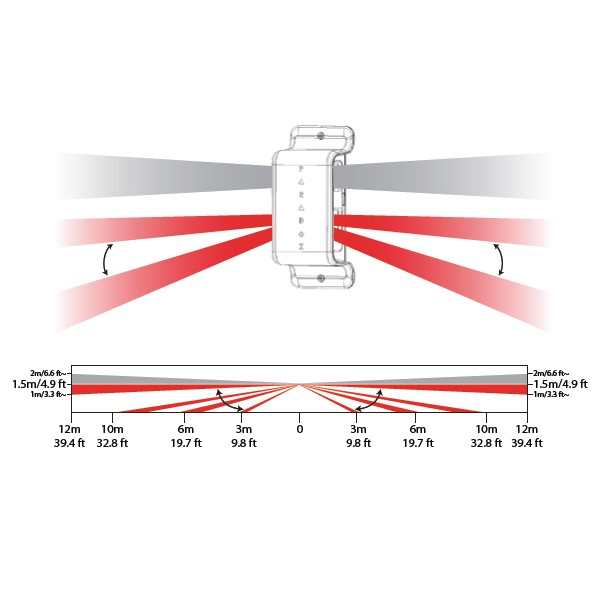 PARADOX
2m/6.6 ft~ 2m/6.6 ft~
1.5m/4.9 ft 1.5m/4.9 ft
1m/3.3 ft~ 1m/3.3 ft~
12m 10m 6m 3m 0 3m 6m 10m 12m
39.4 ft 32.8 ft 19.7 ft 9.8 ft 9.8 ft 19.7 ft 32.8 ft 39.4 ft